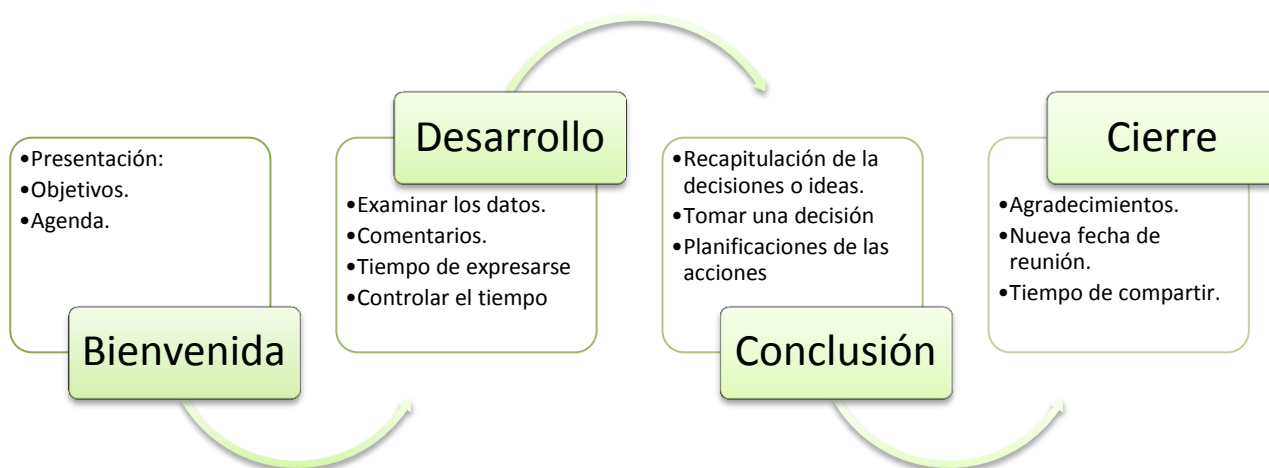 •Presentación:
•Objetivos.
•Agenda.
Bienvenida
Desarrollo
•Examinar los datos.
•Comentarios.
•Tiempo de expresarse
•Controlar el tiempo
•Recapitulación de la
decisiones o ideas.
•Tomar una decisión
•Planificaciones de las
acciones
Conclusión
Cierre
•Agradecimientos.
•Nueva fecha de
reunión.
•Tiempo de compartir.